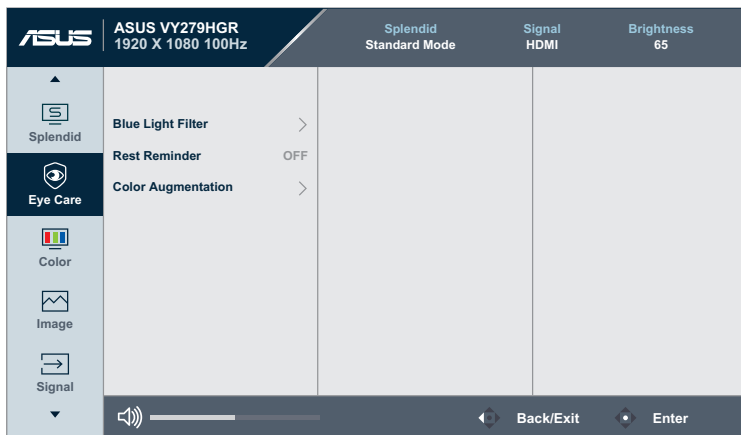 ASUS
ASUS VY279HGR
1920 X 1080 100Hz
Splendid
Standard Mode
Signal
HDMI
Brightness
65
Splendid
Eye Care
Color
Image
Signal
Blue Light Filter
Rest Reminder OFF
Color Augmentation
Back/Exit
Enter